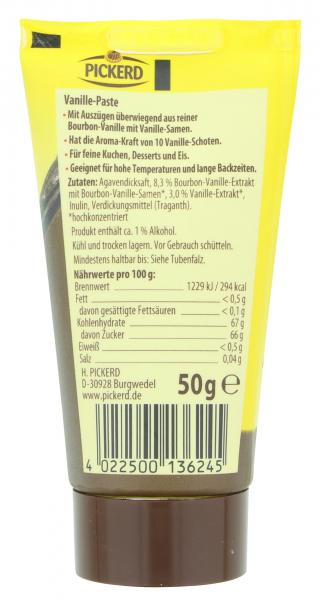 PICKERD
Vanille-Paste
• Mit Auszügen überwiegend aus reiner
Bourbon-Vanille mit Vanille-Samen.
• Hat die Aroma-Kraft von 10 Vanille-Schoten.
• Für feine Kuchen, Desserts und Eis.
• Geeignet für hohe Temperaturen und lange Backzeiten.
Zutaten: Agavendicksaft, 8,3 % Bourbon-Vanille-Extrakt
mit Bourbon-Vanille-Samen*, 3,0 % Vanille-Extrakt*,
Inulin, Verdickungsmittel (Traganth).
*hochkonzentriert
Produkt enthält ca. 1 % Alkohol.
Kühl und trocken lagern. Vor Gebrauch schütteln.
Mindestens haltbar bis: Siehe Tubenfalz.
Nährwerte pro 100 g:
Brennwert 1229 kJ / 294 kcal
Fett < 0,5 g
davon gesättigte Fettsäuren < 0,1 g
Kohlenhydrate 67 g
davon Zucker 66 g
Eiweiß < 0,5 g
Salz 0,04 g
H. PICKERD
D-30928 Burgwedel
www.pickerd.de
50 g ℮
4 022500 136245